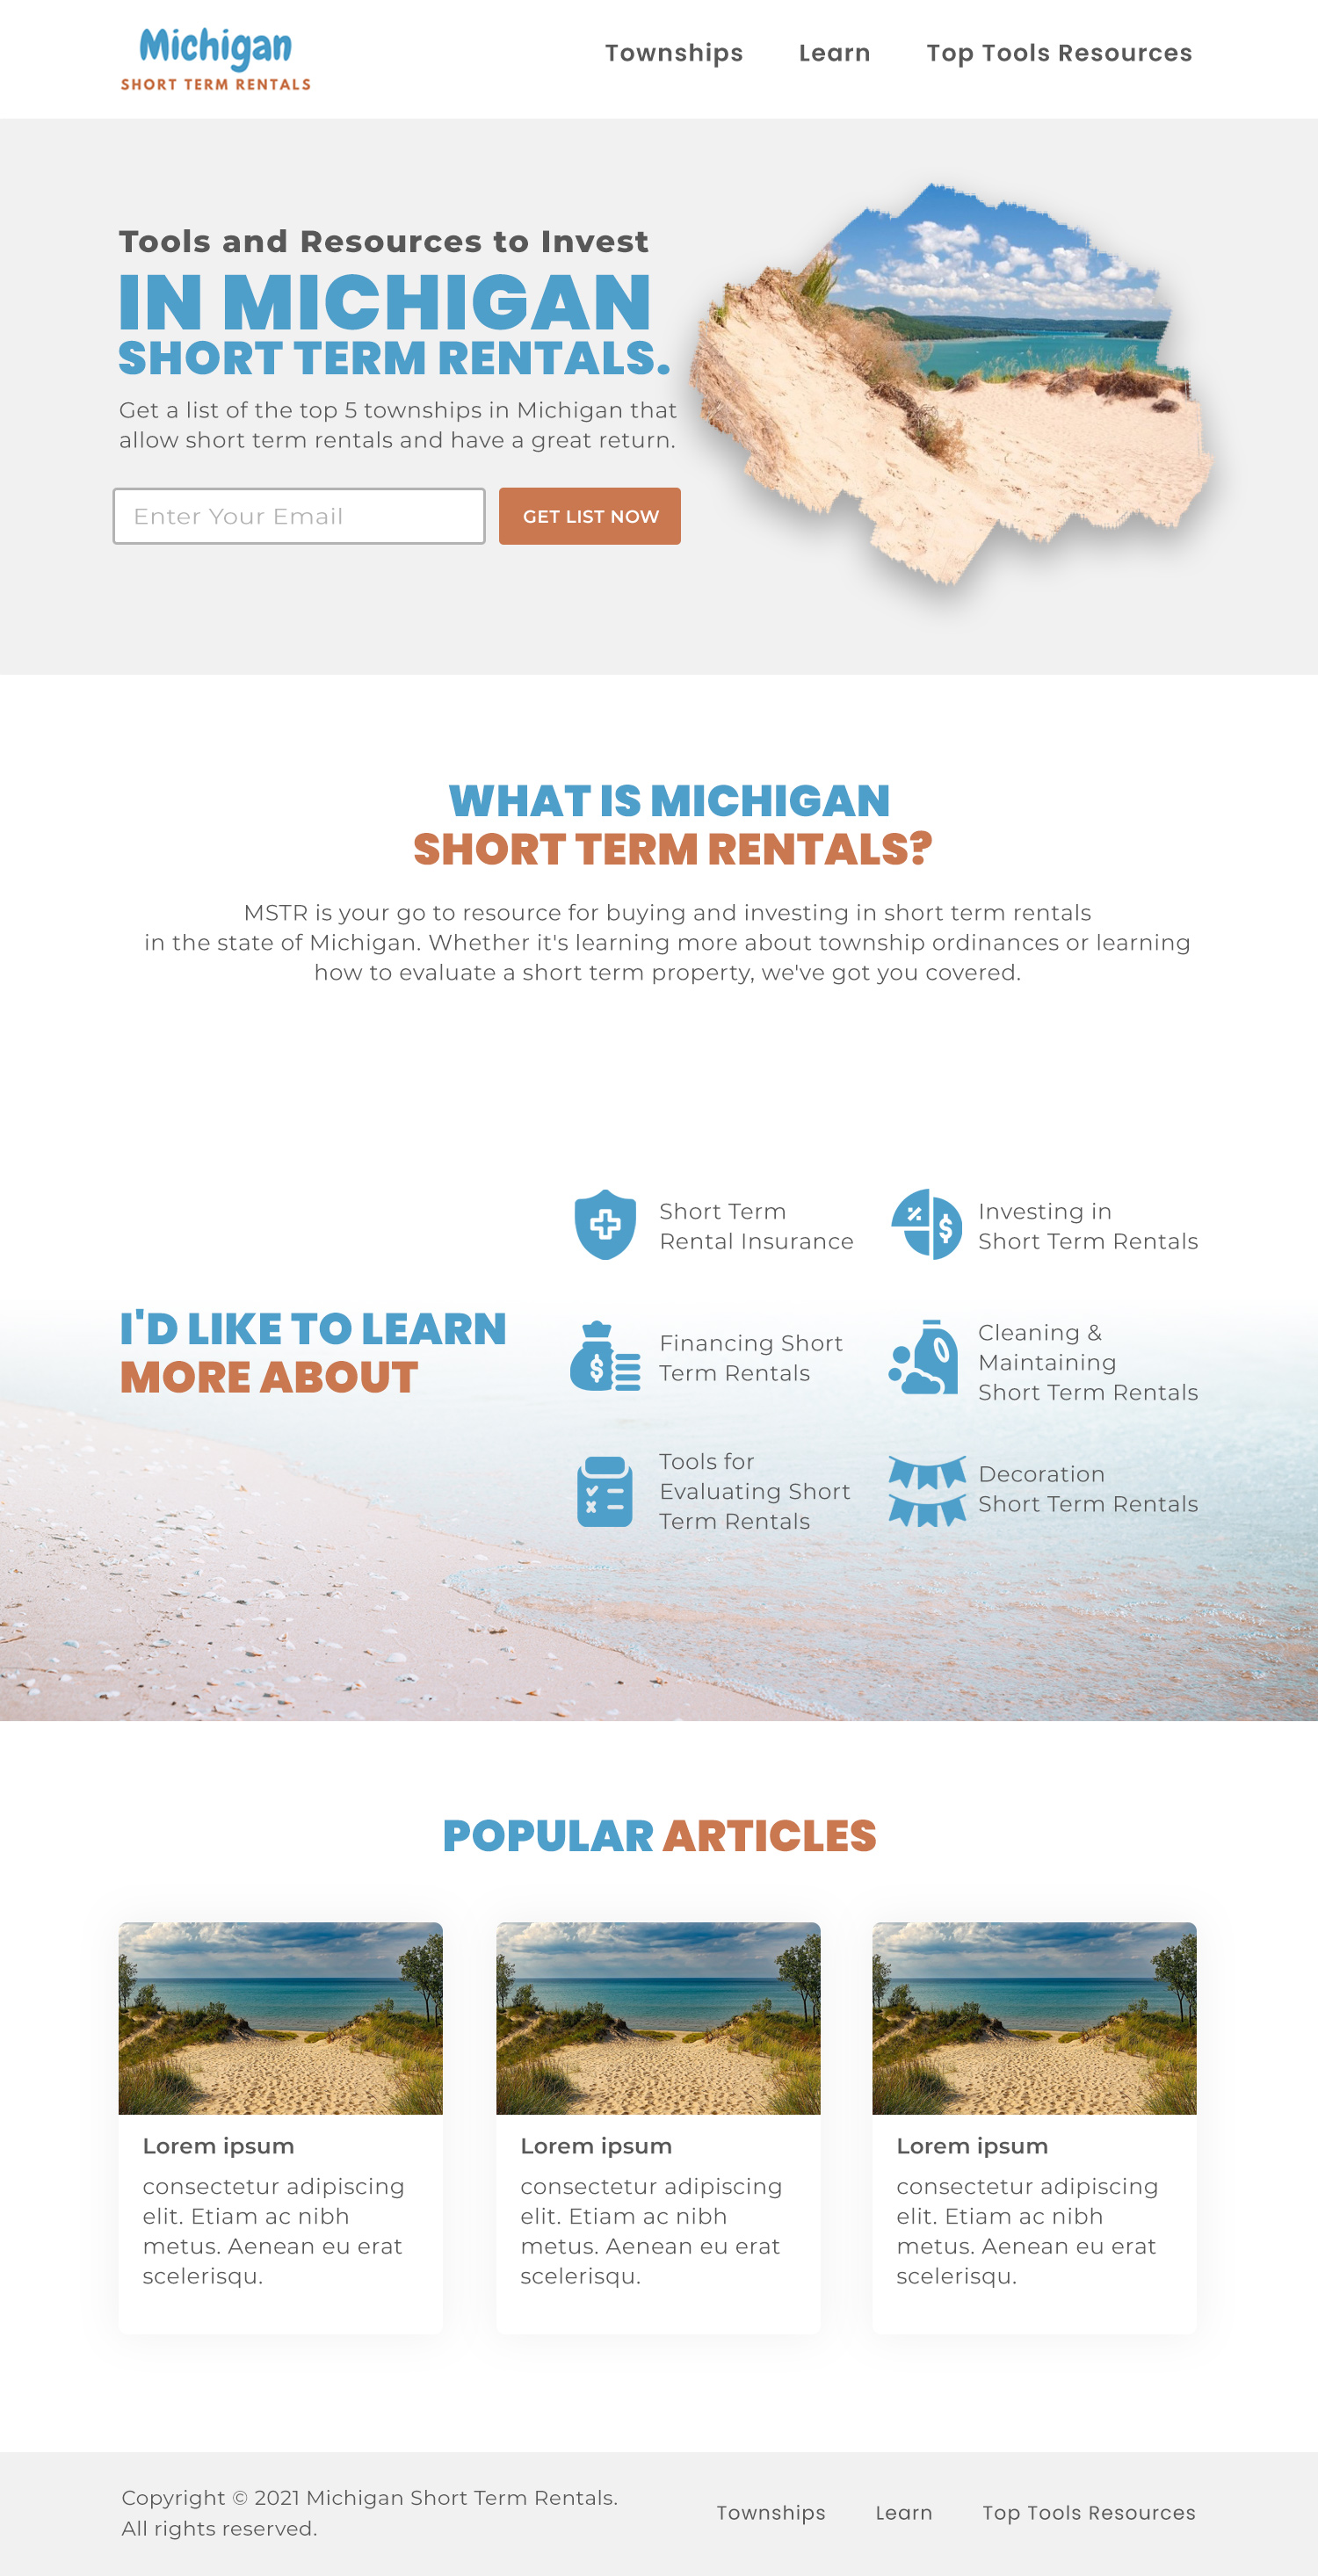 Michigan
SHORT TERM RENTALS
Townships
Learn
Top Tools Resources
Tools and Resources to Invest
IN MICHIGAN
SHORT TERM RENTALS.
Get a list of the top 5 townships in Michigan that
allow short term rentals and have a great return.
Enter Your Email
GET LIST NOW
WHAT IS MICHIGAN
SHORT TERM RENTALS?
MSTR is your go to resource for buying and investing in short term rentals
in the state of Michigan. Whether it's learning more about township ordinances or learning
how to evaluate a short term property, we've got you covered.
I'D LIKE TO LEARN
MORE ABOUT
Short Term
Rental Insurance
Investing in
Short Term Rentals
Financing Short
Term Rentals
Cleaning &
Maintaining
Short Term Rentals
Tools for
Evaluating Short
Term Rentals
Decoration
Short Term Rentals
POPULAR ARTICLES
Lorem ipsum
consectetur adipiscing
elit. Etiam ac nibh
metus. Aenean eu erat
scelerisqu.
Lorem ipsum
consectetur adipiscing
elit. Etiam ac nibh
metus. Aenean eu erat
scelerisqu.
Lorem ipsum
consectetur adipiscing
elit. Etiam ac nibh
metus. Aenean eu erat
scelerisqu.
Copyright © 2021 Michigan Short Term Rentals.
All rights reserved.
Townships
Learn
Top Tools Resources